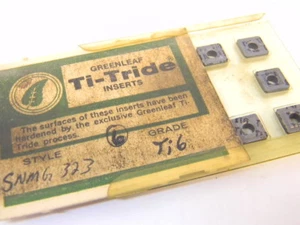 GREENLEAF
Ti-Tride
INSERTS
The surfaces of these inserts have been
hardened by the exclusive Greenleaf Ti-
Tride process.
STYLE
6
GRADE
SNMG 323
Ti6